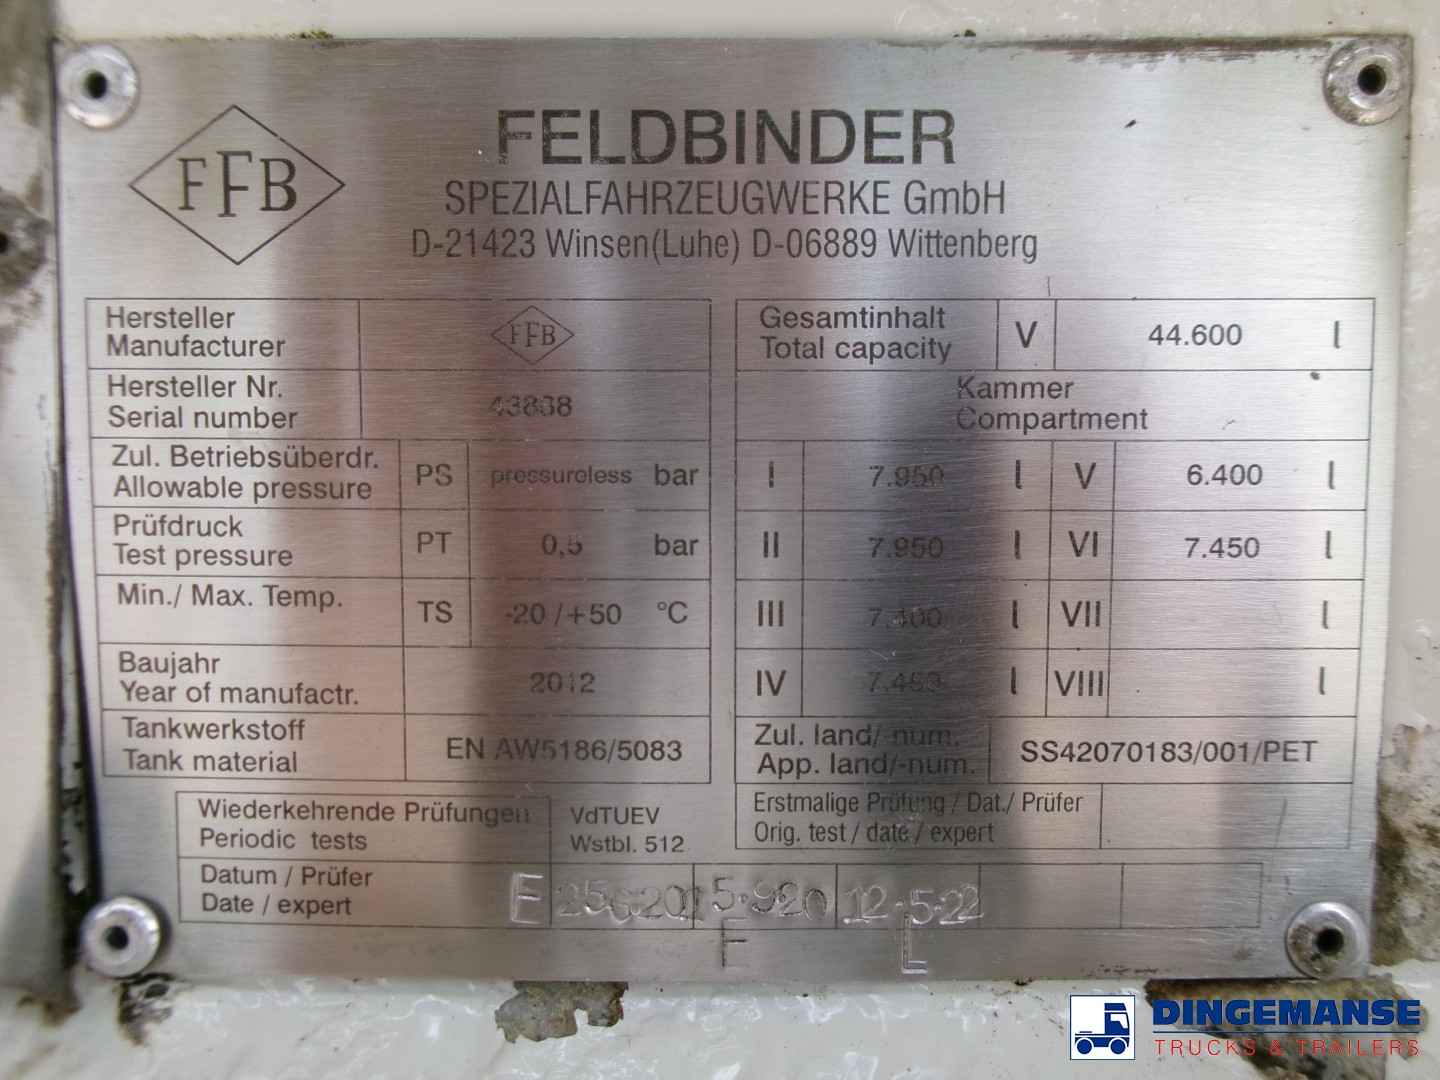 FFB
FELDBINDER
SPEZIALFAHRZEUGWERKE GmbH
D-21423 Winsen(Luhe) D-06889 Wittenberg
Hersteller
Manufacturer
FFB
Hersteller Nr.
Serial number
Zul. Betriebsüberdr.
Allowable pressure
PS pressureless bar
Prüfdruck
Test pressure
PT 0,5 bar
Min./ Max. Temp.
TS -20 /+50 °C
Baujahr
Year of manufactr.
2012
Tankwerkstoff
Tank material
EN AW5186/5083
Gesamtinhalt
Total capacity
V 44.600 l
Kammer
Compartment
I 7.950 l V 6.400 l
II 7.950 l VI 7.450 l
III l VII l
IV l VIII l
Zul. land/-num.
App. land/-num.
SS42070183/001/PET
Erstmalige Prüfung / Dat./ Prüfer
Orig. test / date / expert
Wiederkehrende Prüfungen
Periodic tests
VdTUEV
Wstbl. 512
Datum / Prüfer
Date / expert
E 12.5.22
L
DINGEMANSE
TRUCKS & TRAILERS